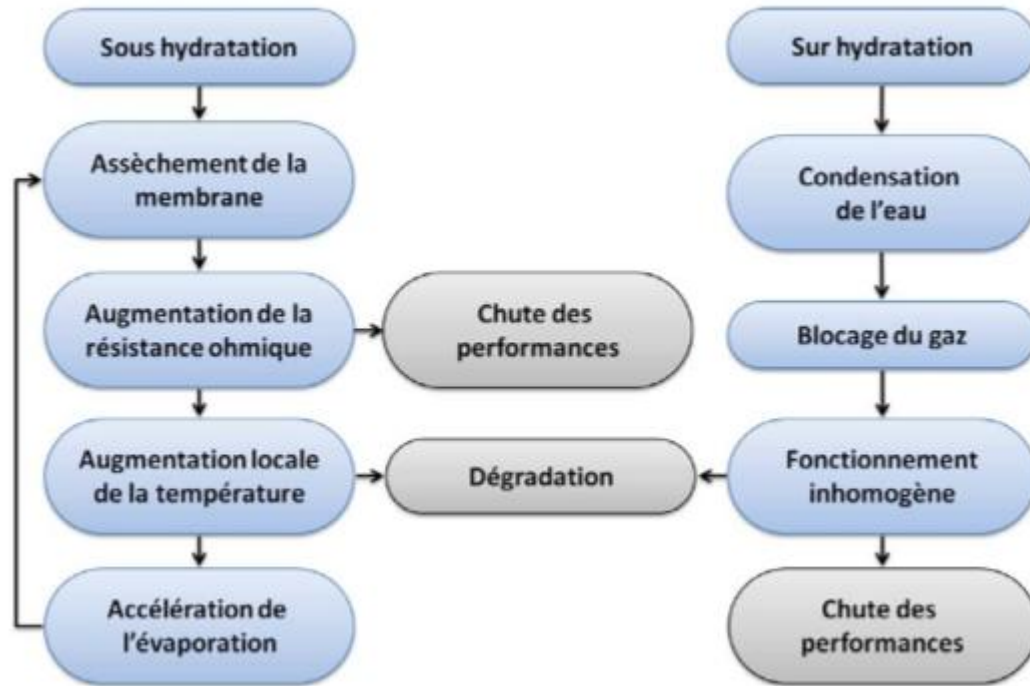 Sous hydratation
Assèchement de la
membrane
Augmentation de la
résistance ohmique
Augmentation locale
de la température
Accélération de
l'évaporation
Chute des
performances
Dégradation
Sur hydratation
Condensation
de l'eau
Blocage du gaz
Fonctionnement
inhomogène
Chute des
performances